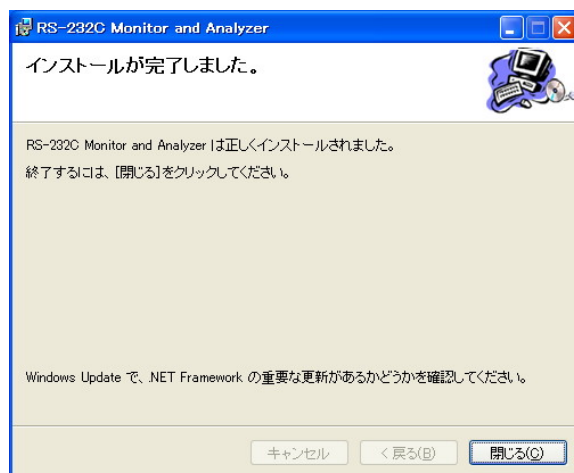 RS-232C Monitor and Analyzer
インストールが完了しました。
RS-232C Monitor and Analyzer は正しくインストールされました。
終了するには、[閉じる]をクリックしてください。
Windows Update で、.NET Framework の重要な更新があるかどうかを確認してください。
キャンセル
< 戻る(B)
閉じる(C)